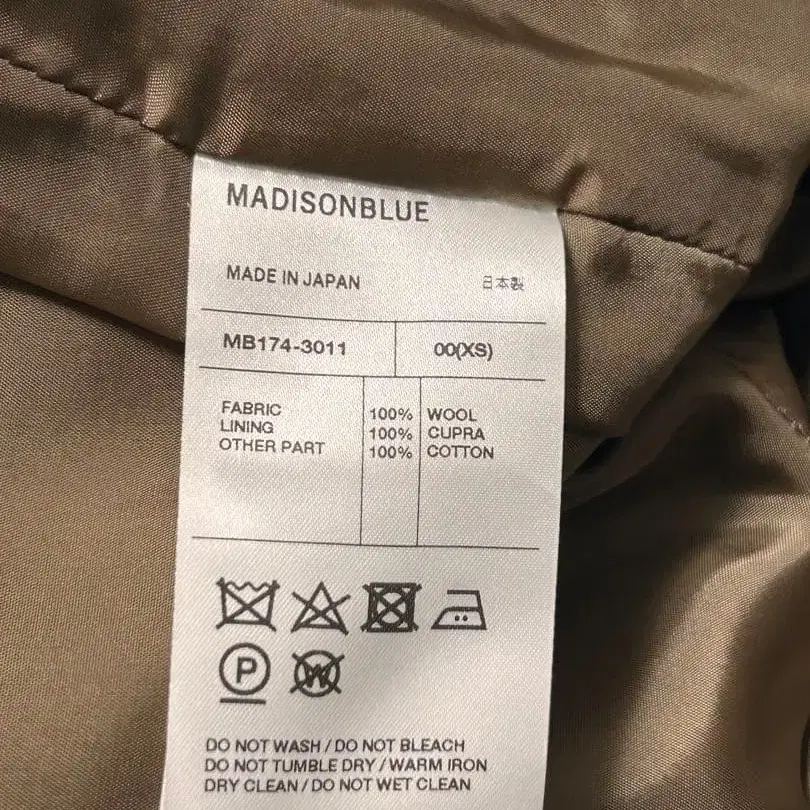 MADISONBLUE
MADE IN JAPAN 日本製
MB174-3011 00(XS)
FABRIC 100% WOOL
LINING 100% CUPRA
OTHER PART 100% COTTON
P W
DO NOT WASH / DO NOT BLEACH
DO NOT TUMBLE DRY / WARM IRON
DRY CLEAN / DO NOT WET CLEAN